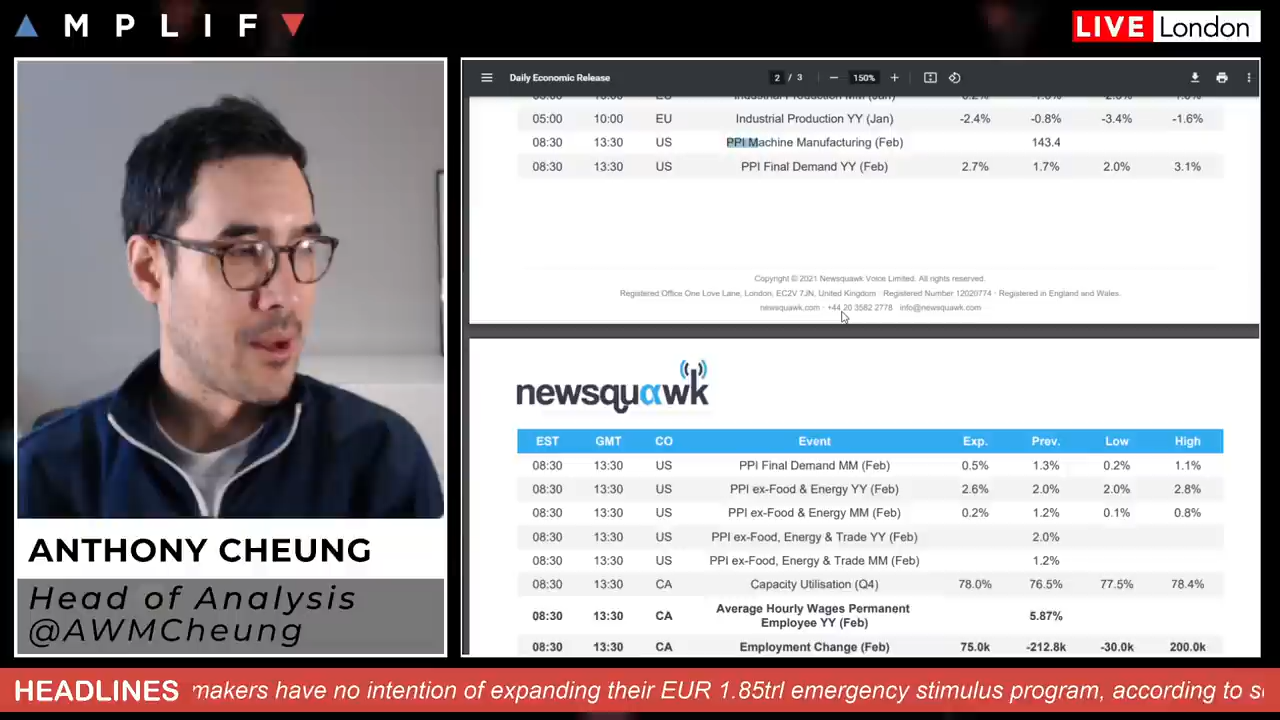 MPLIF
LIVE London
Daily Economic Release
2 / 3
150%
05:00 10:00 EU Industrial Production YY (Jan) -2.4% -0.8% -3.4% -1.6%
08:30 13:30 US PPI Machine Manufacturing (Feb) 143.4
08:30 13:30 US PPI Final Demand YY (Feb) 2.7% 1.7% 2.0% 3.1%
Copyright © 2021 Newsquawk Voice Limited. All rights reserved.
Registered Office One Love Lane, London, EC2V 7JN, United Kingdom · Registered Number 12020774 · Registered in England and Wales.
newsquawk.com · +44 20 3582 2778 info@newsquawk.com
newsquawk
EST GMT CO Event Exp. Prev. Low High
08:30 13:30 US PPI Final Demand MM (Feb) 0.5% 1.3% 0.2% 1.1%
08:30 13:30 US PPI ex-Food & Energy YY (Feb) 2.6% 2.0% 2.0% 2.8%
08:30 13:30 US PPI ex-Food & Energy MM (Feb) 0.2% 1.2% 0.1% 0.8%
08:30 13:30 US PPI ex-Food, Energy & Trade YY (Feb) 2.0%
08:30 13:30 US PPI ex-Food, Energy & Trade MM (Feb) 1.2%
08:30 13:30 CA Capacity Utilisation (Q4) 78.0% 76.5% 77.5% 78.4%
08:30 13:30 CA Average Hourly Wages Permanent
Employee YY (Feb) 5.87%
08:30 13:30 CA Employment Change (Feb) 75.0k -212.8k -30.0k 200.0k
ANTHONY CHEUNG
Head of Analysis
@AWMCheung
HEADLINES makers have no intention of expanding their EUR 1.85trl emergency stimulus program, according to s